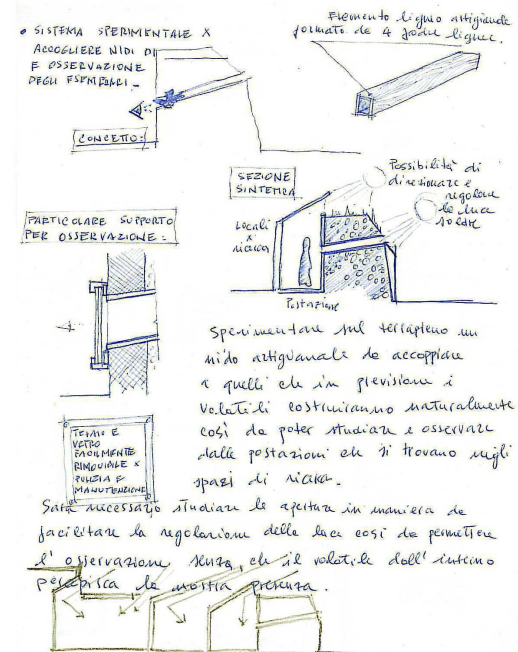 • SISTEMA SPERIMENTALE X
ACCOGLIERE NIDI DI
E OSSERVAZIONE
DEGLI ESEMPLARI.
CONCETTO:
Elemento ligneo artigianale
formato da 4 fodre lignee.
SEZIONE
SINTETICA
Possibilità di
direzionare e
regolare
la luce
solare
Locali
x
ricerca
Postazione
PARTICOLARE SUPPORTO
PER OSSERVAZIONE:
TELAIO E
VETRO
FACILMENTE
RIMOVIBILE X
PULIZIA E
MANUTENZIONE
Sperimentare sul terrapieno un
nido artigianale da accoppiare
a quelli che in previsione i
volatili costruiranno naturalmente
così da poter studiare e osservare
dalle postazioni che si trovano negli
spazi di ricerca.
Sarà necessario studiare le aperture in maniera da
facilitare la regolazione della luce così da permettere
l'osservazione senza, che il volatile dall'interno
percepisca la nostra presenza.